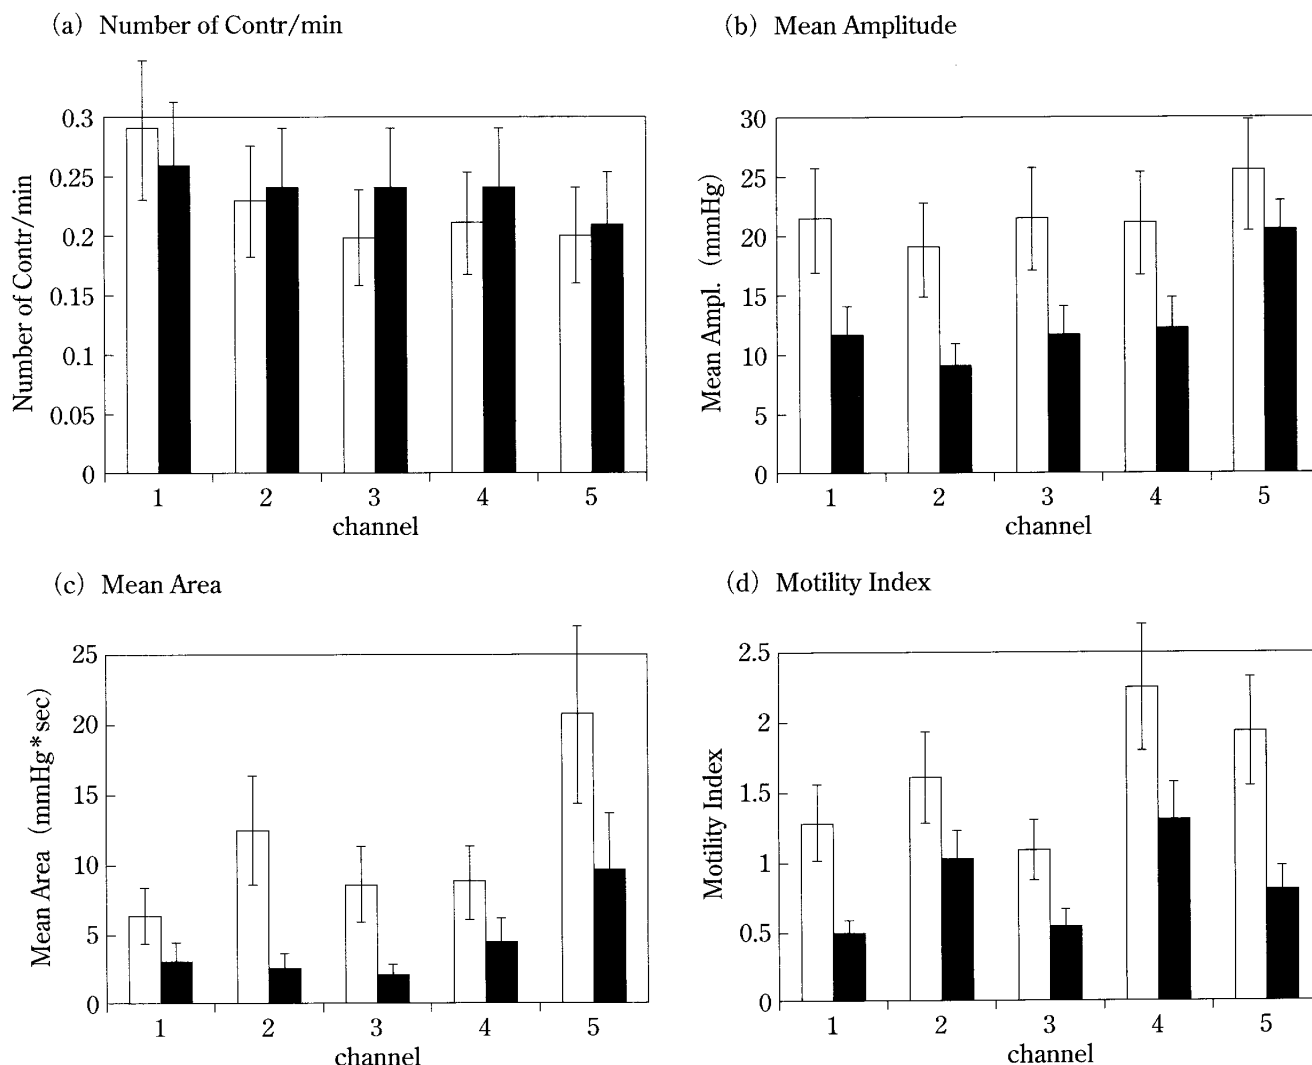 (a) Number of Contr/min
Number of Contr/min
0.3
0.25
0.2
0.15
0.1
0.05
0
1 2 3 4 5
channel
(b) Mean Amplitude
Mean Ampl. (mmHg)
30
25
20
15
10
5
0
1 2 3 4 5
channel
(c) Mean Area
Mean Area (mmHg*sec)
25
20
15
10
5
0
1 2 3 4 5
channel
(d) Motility Index
Motility Index
2.5
2
1.5
1
0.5
0
1 2 3 4 5
channel